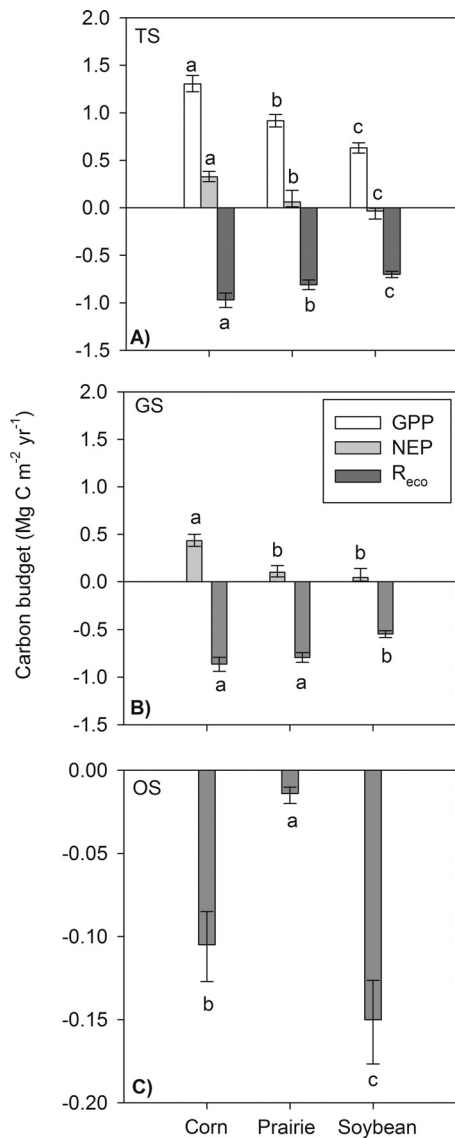 2.0
TS
1.5
a
b
1.0
c
a
0.5
b
c
0.0
-0.5
-1.0
a
b
c
-1.5
A)
Carbon budget (Mg C m⁻² yr⁻¹)
2.0
GS
1.5
GPP
NEP
R_eco
1.0
a
0.5
b
b
0.0
-0.5
-1.0
a
a
b
-1.5
B)
0.00
OS
a
-0.05
-0.10
b
-0.15
c
-0.20
C)
Corn Prairie Soybean